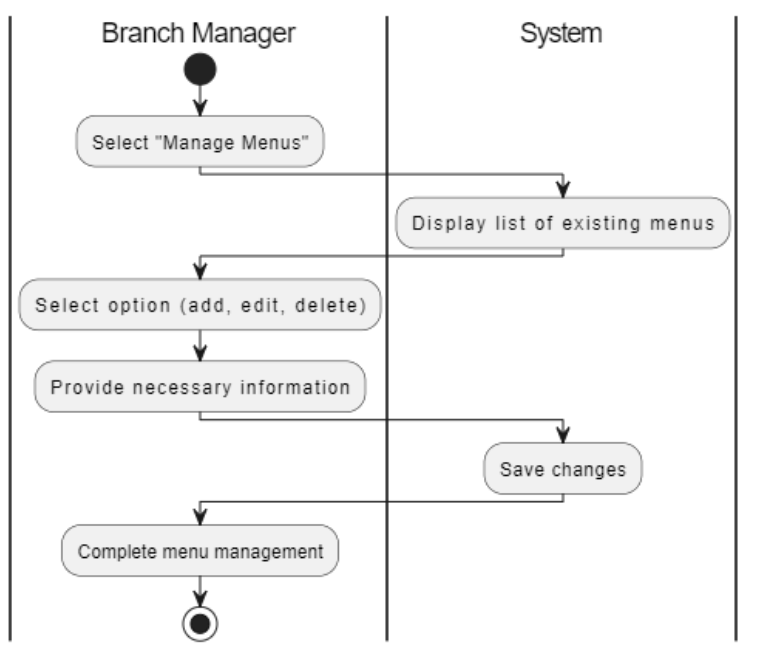 Branch Manager
System
Select "Manage Menus"
Display list of existing menus
Select option (add, edit, delete)
Provide necessary information
Save changes
Complete menu management